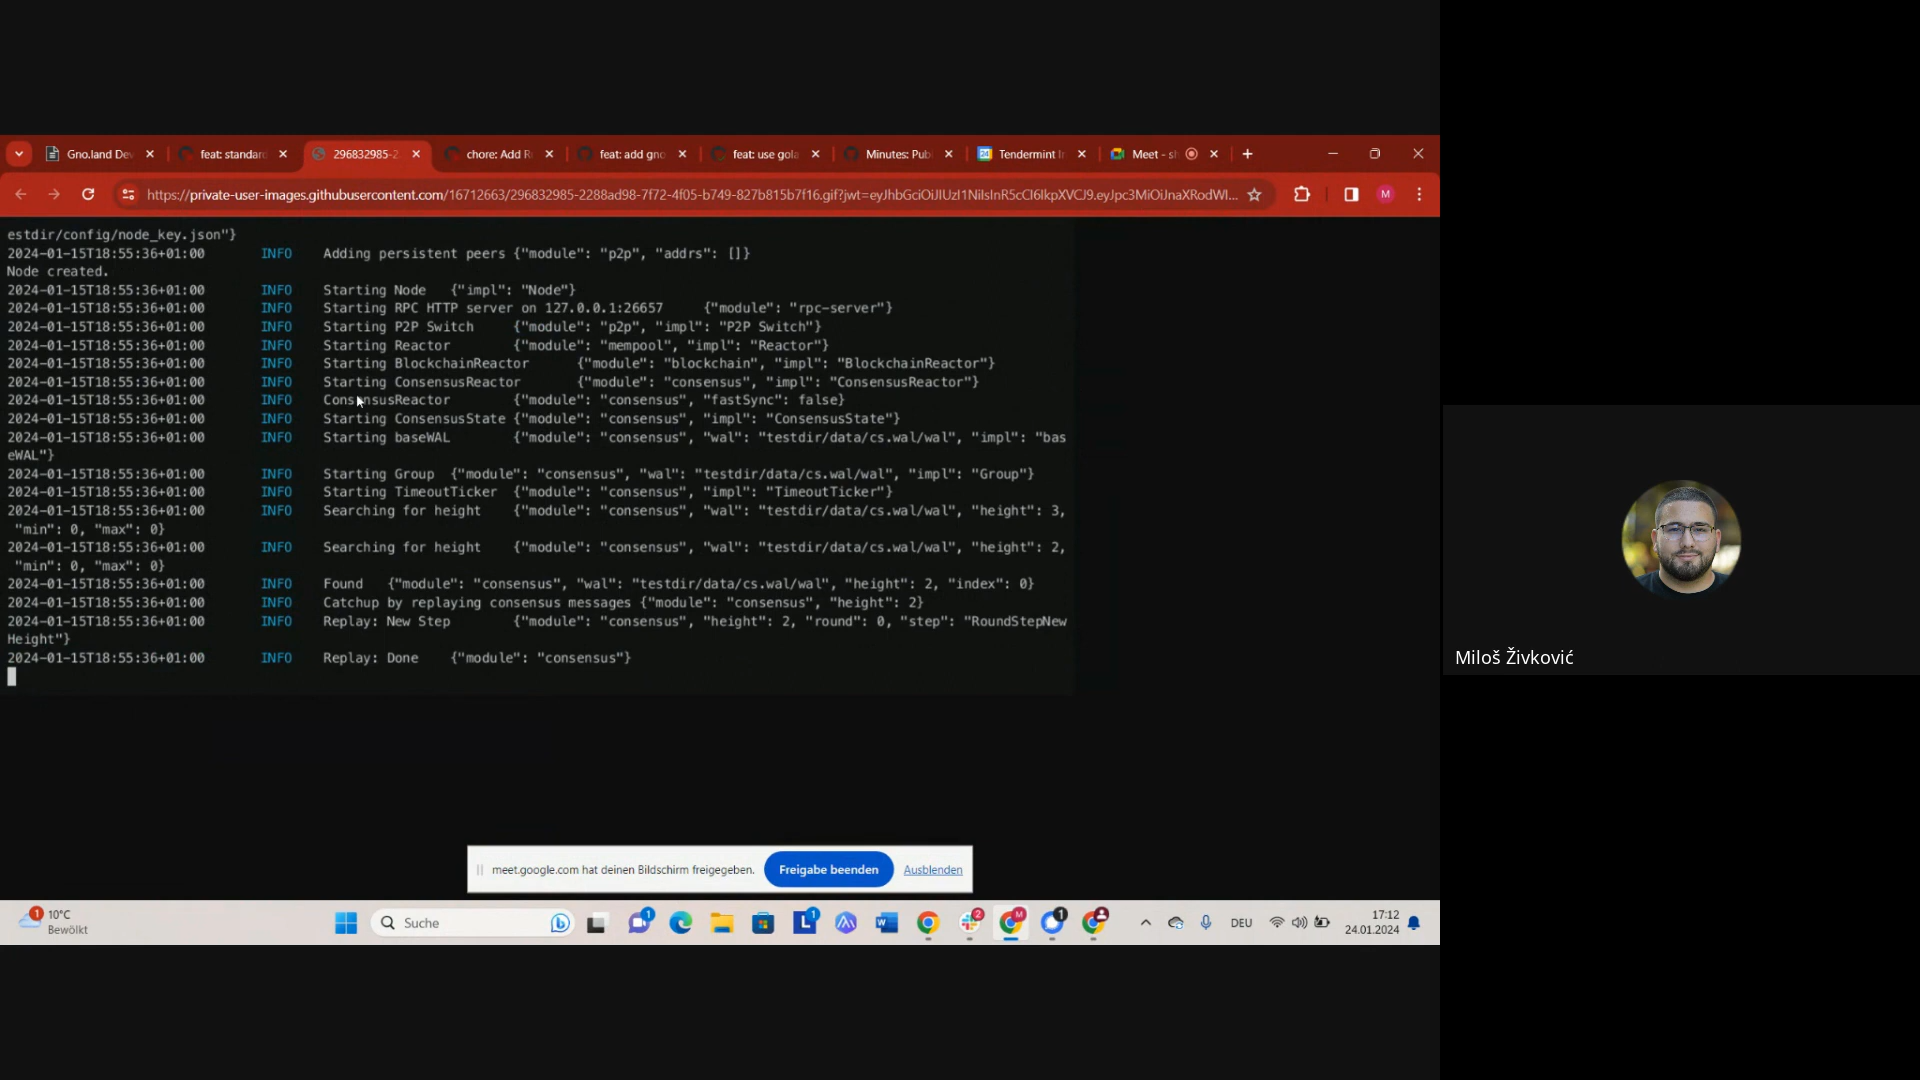 Gno.land De
feat: standar
296832985-2
chore: Add R
feat: add gno
feat: use gola
Minutes: Pub
Tendermint I
Meet - s
https://private-user-images.githubusercontent.com/16712663/296832985-2288ad98-7f72-4f05-b749-827b815b7f16.gif?jwt=eyJhbGciOiJIUzI1NiIsInR5cCI6IkpXVCJ9.eyJpc3MiOiJnaXRodWI...
M
estdir/config/node_key.json"}
2024-01-15T18:55:36+01:00 INFO Adding persistent peers {"module": "p2p", "addrs": []}
Node created.
2024-01-15T18:55:36+01:00 INFO Starting Node {"impl": "Node"}
2024-01-15T18:55:36+01:00 INFO Starting RPC HTTP server on 127.0.0.1:26657 {"module": "rpc-server"}
2024-01-15T18:55:36+01:00 INFO Starting P2P Switch {"module": "p2p", "impl": "P2P Switch"}
2024-01-15T18:55:36+01:00 INFO Starting Reactor {"module": "mempool", "impl": "Reactor"}
2024-01-15T18:55:36+01:00 INFO Starting BlockchainReactor {"module": "blockchain", "impl": "BlockchainReactor"}
2024-01-15T18:55:36+01:00 INFO Starting ConsensusReactor {"module": "consensus", "impl": "ConsensusReactor"}
2024-01-15T18:55:36+01:00 INFO ConsensusReactor {"module": "consensus", "fastSync": false}
2024-01-15T18:55:36+01:00 INFO Starting ConsensusState {"module": "consensus", "impl": "ConsensusState"}
2024-01-15T18:55:36+01:00 INFO Starting baseWAL {"module": "consensus", "wal": "testdir/data/cs.wal/wal", "impl": "bas
eWAL"}
2024-01-15T18:55:36+01:00 INFO Starting Group {"module": "consensus", "wal": "testdir/data/cs.wal/wal", "impl": "Group"}
2024-01-15T18:55:36+01:00 INFO Starting TimeoutTicker {"module": "consensus", "impl": "TimeoutTicker"}
2024-01-15T18:55:36+01:00 INFO Searching for height {"module": "consensus", "wal": "testdir/data/cs.wal/wal", "height": 3,
"min": 0, "max": 0}
2024-01-15T18:55:36+01:00 INFO Searching for height {"module": "consensus", "wal": "testdir/data/cs.wal/wal", "height": 2,
"min": 0, "max": 0}
2024-01-15T18:55:36+01:00 INFO Found {"module": "consensus", "wal": "testdir/data/cs.wal/wal", "height": 2, "index": 0}
2024-01-15T18:55:36+01:00 INFO Catchup by replaying consensus messages {"module": "consensus", "height": 2}
2024-01-15T18:55:36+01:00 INFO Replay: New Step {"module": "consensus", "height": 2, "round": 0, "step": "RoundStepNew
Height"}
2024-01-15T18:55:36+01:00 INFO Replay: Done {"module": "consensus"}
Miloš Živković
meet.google.com hat deinen Bildschirm freigegeben.
Freigabe beenden
Ausblenden
1
10°C
Bewölkt
Suche
1
1
2
M
1
DEU
17:12
24.01.2024